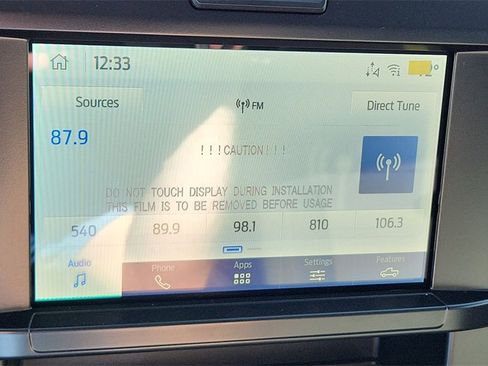 12:33
Sources
FM
Direct Tune
87.9
!!!CAUTION!!!
DO NOT TOUCH DISPLAY DURING INSTALLATION
THIS FILM IS TO BE REMOVED BEFORE USAGE
540 89.9 98.1 810 106.3
Audio Phone Apps Settings Features